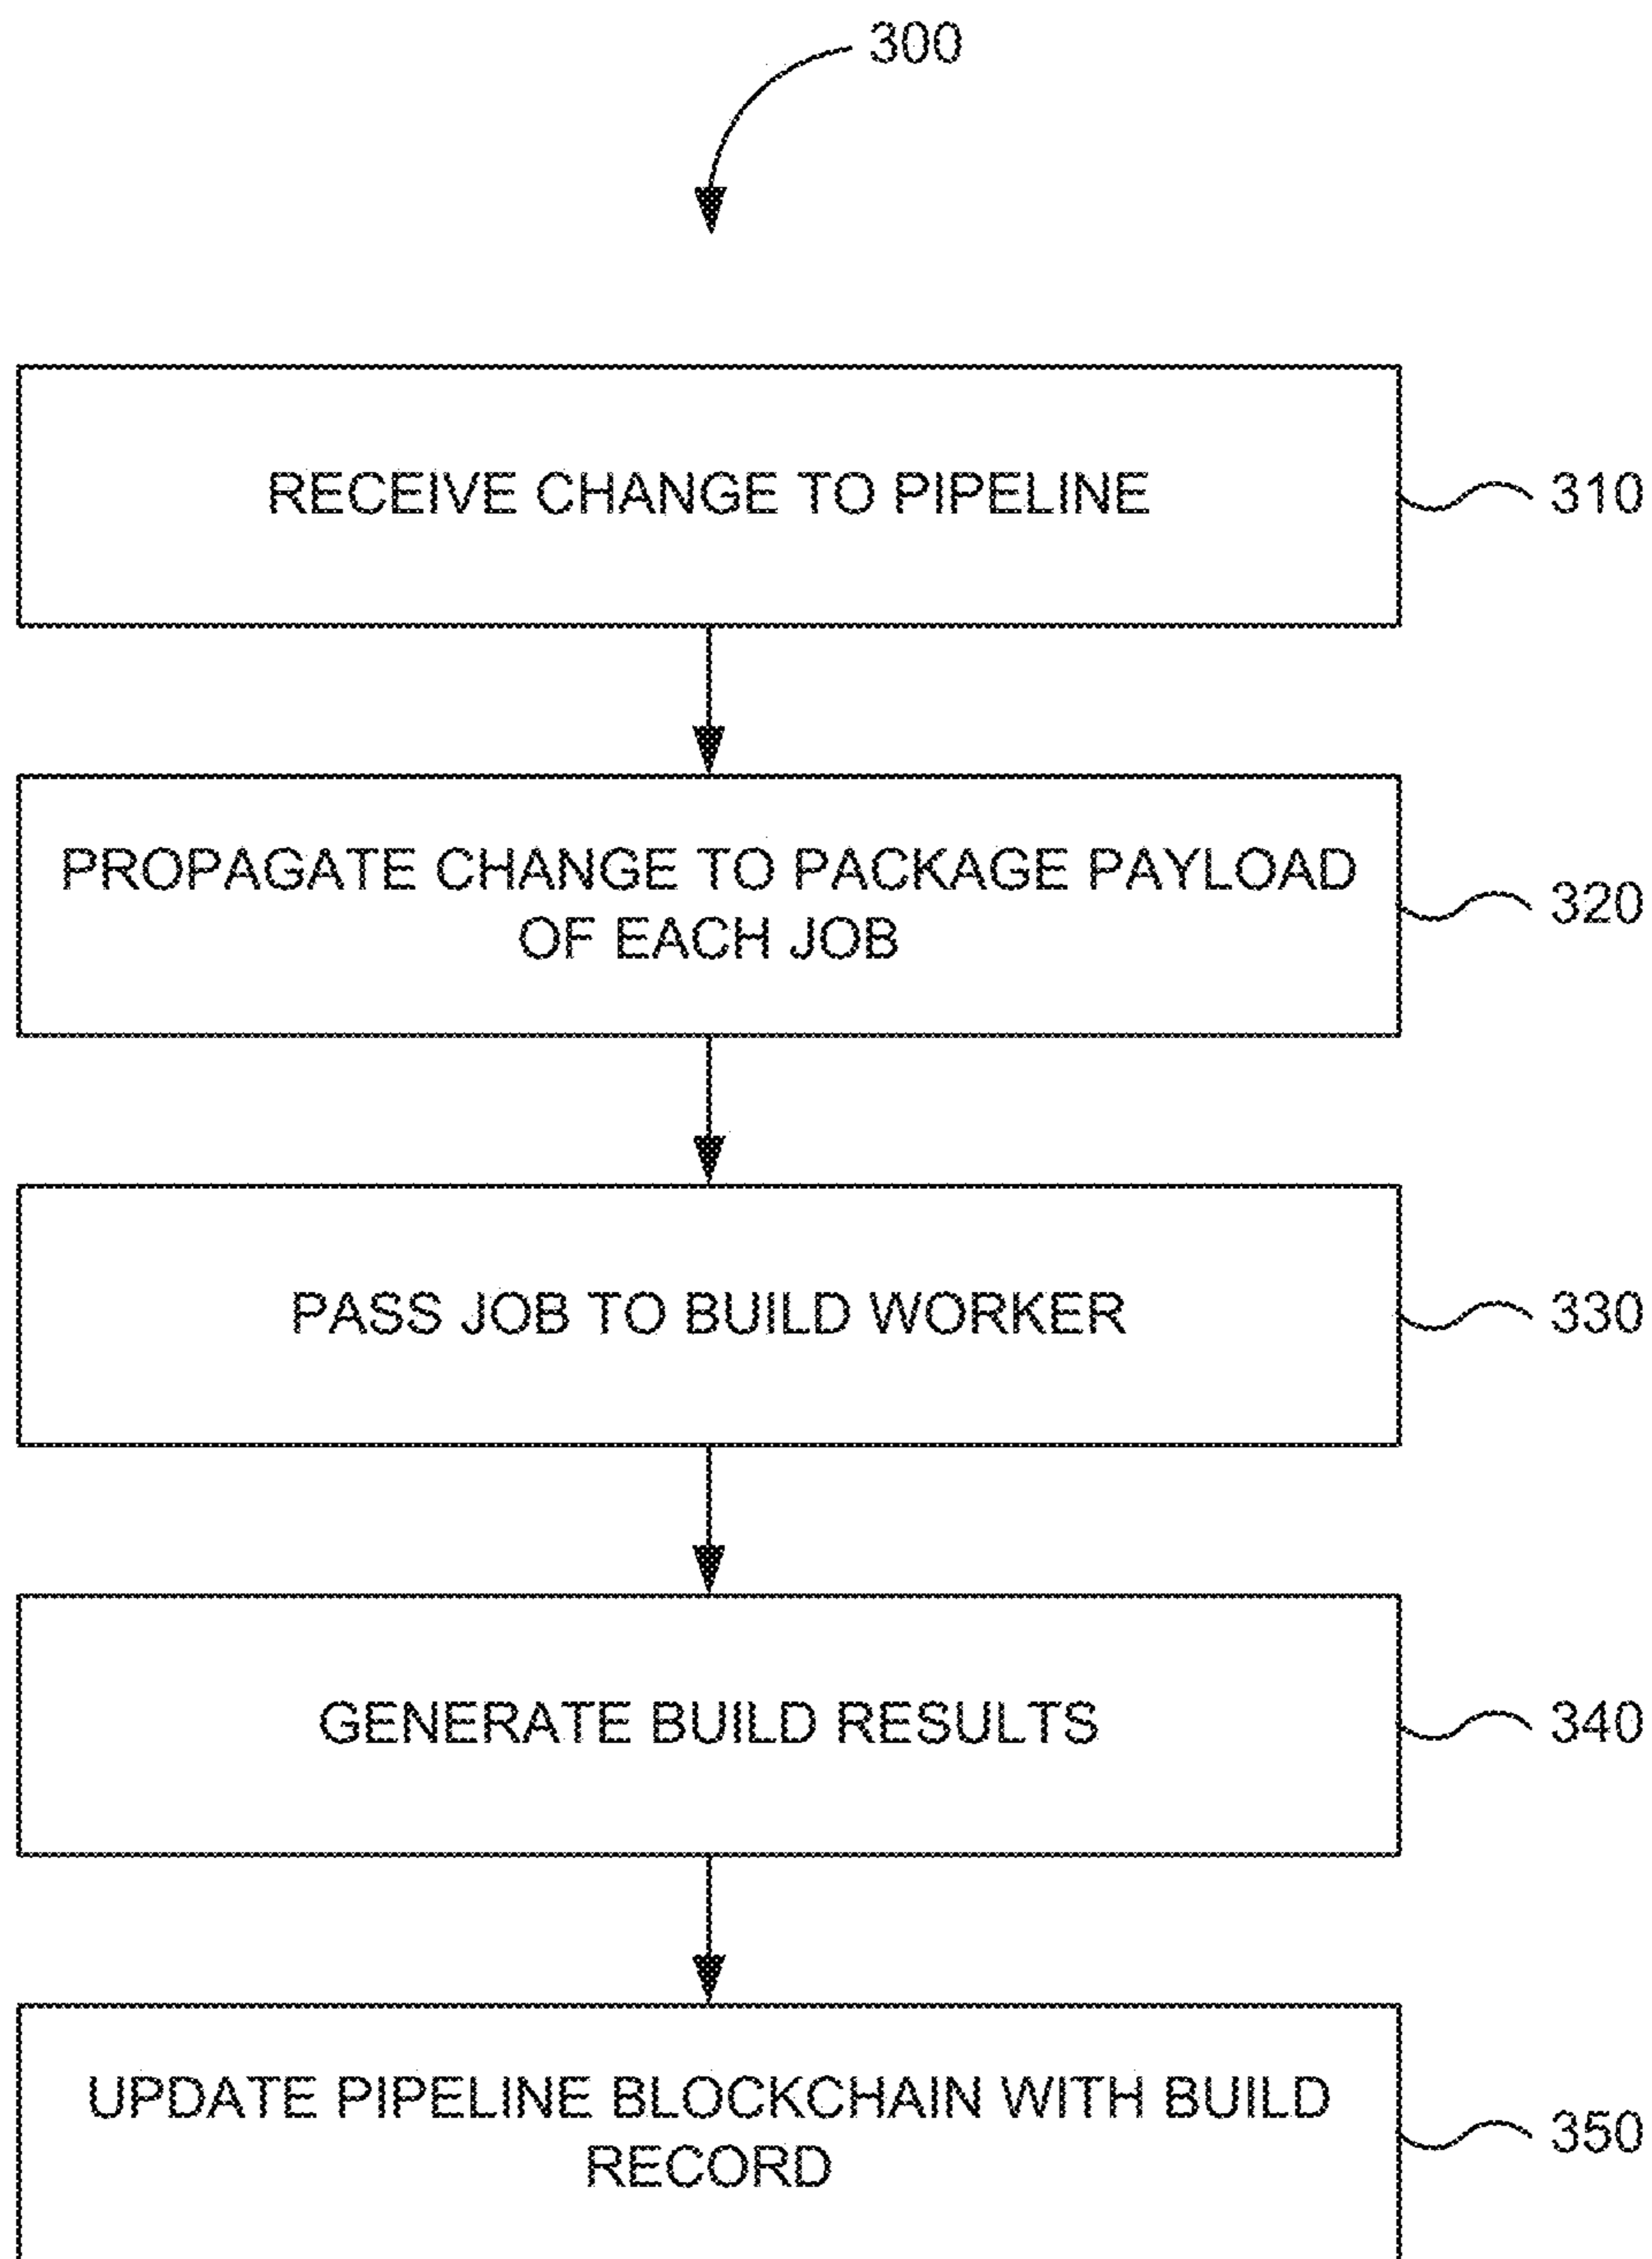 300
RECEIVE CHANGE TO PIPELINE
310
PROPAGATE CHANGE TO PACKAGE PAYLOAD
OF EACH JOB
320
PASS JOB TO BUILD WORKER
330
GENERATE BUILD RESULTS
340
UPDATE PIPELINE BLOCKCHAIN WITH BUILD
RECORD
350